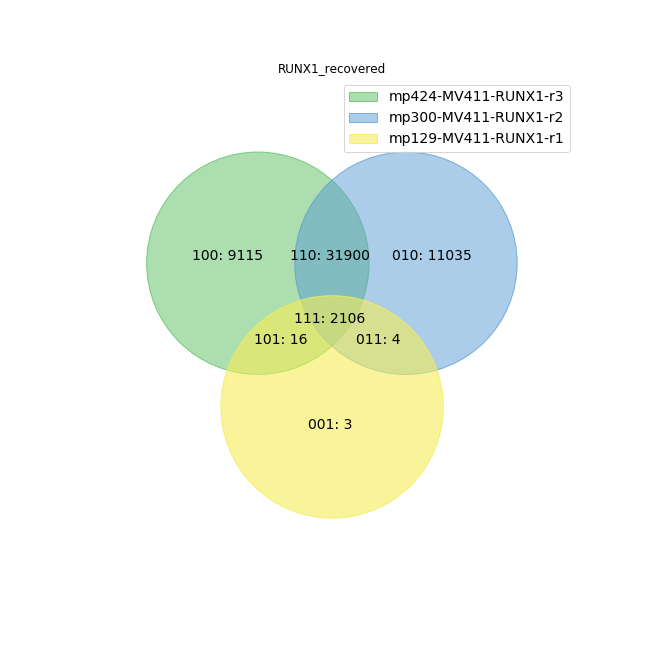 RUNX1_recovered
mp424-MV411-RUNX1-r3
mp300-MV411-RUNX1-r2
mp129-MV411-RUNX1-r1
100: 9115
110: 31900
010: 11035
111: 2106
101: 16
011: 4
001: 3